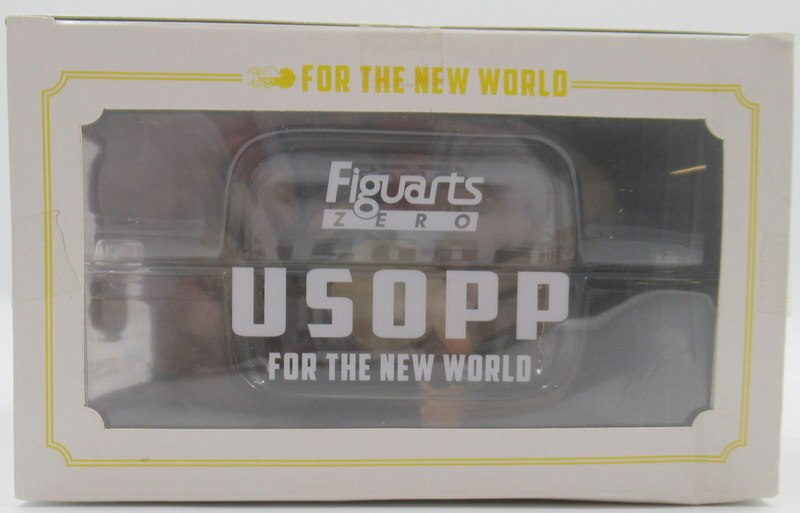 FOR THE NEW WORLD
Figuarts
ZERO
USOPP
FOR THE NEW WORLD